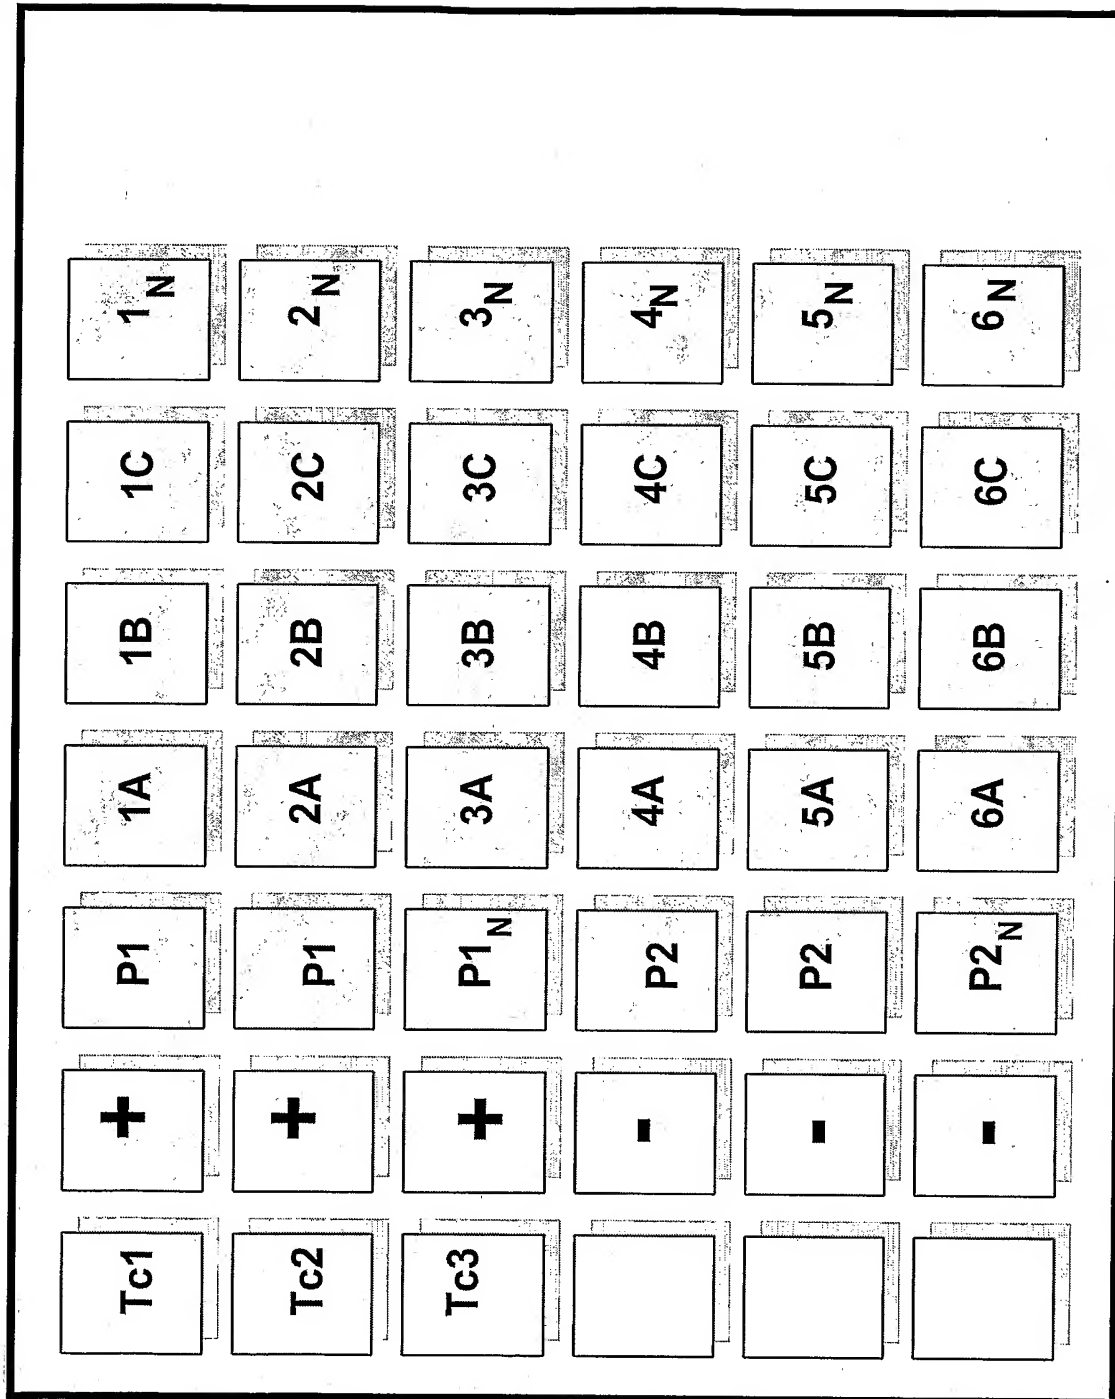 Tc1 + P1 1A 1B 1C 1N
Tc2 + P1 2A 2B 2C 2N
Tc3 + P1N 3A 3B 3C 3N
- P2 4A 4B 4C 4N
- P2 5A 5B 5C 5N
- P2N 6A 6B 6C 6N